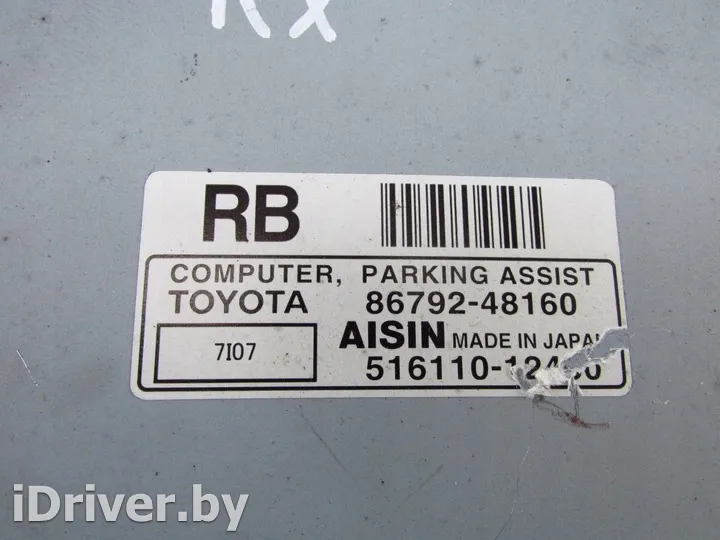 RX
RB
COMPUTER, PARKING ASSIST
TOYOTA 86792-48160
7I07
AISIN MADE IN JAPAN
iDriver.by